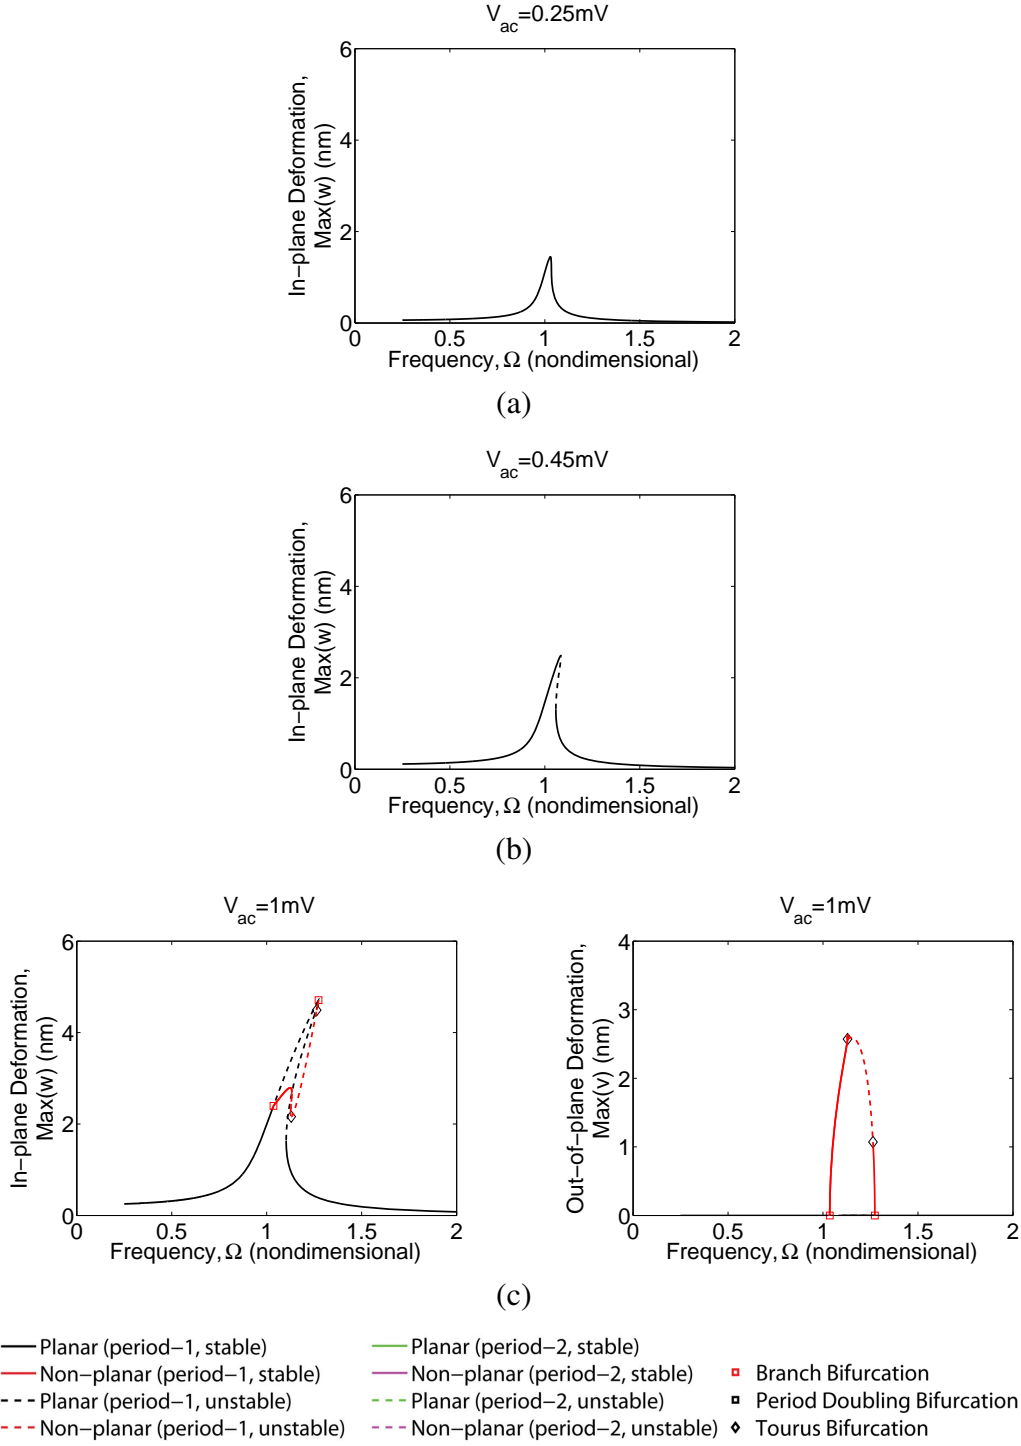 V_ac=0.25mV
In−plane Deformation,
Max(w) (nm)
6
4
2
0
0 0.5 1 1.5 2
Frequency, Ω (nondimensional)
(a)
V_ac=0.45mV
In−plane Deformation,
Max(w) (nm)
6
4
2
0
0 0.5 1 1.5 2
Frequency, Ω (nondimensional)
(b)
V_ac=1mV
In−plane Deformation,
Max(w) (nm)
6
4
2
0
0 0.5 1 1.5 2
Frequency, Ω (nondimensional)
V_ac=1mV
Out−of−plane Deformation,
Max(v) (nm)
4
3
2
1
0
0 0.5 1 1.5 2
Frequency, Ω (nondimensional)
(c)
Planar (period−1, stable)
Non−planar (period−1, stable)
Planar (period−1, unstable)
Non−planar (period−1, unstable)
Planar (period−2, stable)
Non−planar (period−2, stable)
Planar (period−2, unstable)
Non−planar (period−2, unstable)
Branch Bifurcation
Period Doubling Bifurcation
Tourus Bifurcation